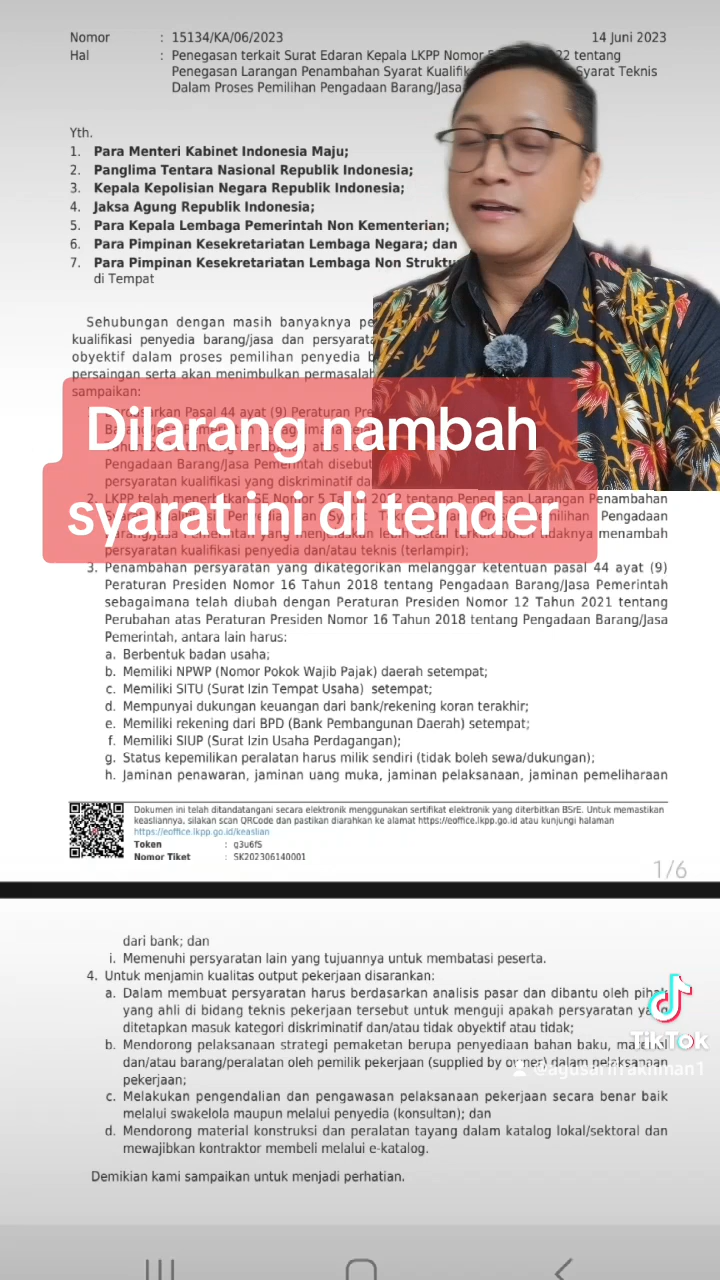 Nomor : 15134/KA/06/2023 14 Juni 2023
Hal : Penegasan terkait Surat Edaran Kepala LKPP Nomor 22 tentang
Penegasan Larangan Penambahan Syarat Syarat Teknis
Dalam Proses Pemilihan Pengadaan Barang/Jasa
Yth.
1. Para Menteri Kabinet Indonesia Maju;
2. Panglima Tentara Nasional Republik Indonesia;
3. Kepala Kepolisian Negara Republik Indonesia;
4. Jaksa Agung Republik Indonesia;
5. Para Kepala Lembaga Pemerintah Non Kementerian;
6. Para Pimpinan Kesekretariatan Lembaga Negara; dan
7. Para Pimpinan Kesekretariatan Lembaga Non
di Tempat
Sehubungan dengan masih banyaknya
kualifikasi penyedia barang/jasa dan
obyektif dalam proses pemilihan penyedia
persaingan serta akan menimbulkan
sampaikan:
Dilarang nambah
syarat ini di tender
Pasal 44 ayat (9) Peraturan
Pengadaan Barang/Jasa Pemerintah disebut
persyaratan kualifikasi yang diskriminatif
2. LKPP telah SE Nomor 5 tentang Larangan Penambahan
Pengadaan
menambah
persyaratan kualifikasi penyedia dan/atau teknis (terlampir);
3. Penambahan persyaratan yang dikategorikan melanggar ketentuan pasal 44 ayat (9)
Peraturan Presiden Nomor 16 Tahun 2018 tentang Pengadaan Barang/Jasa Pemerintah
sebagaimana telah diubah dengan Peraturan Presiden Nomor 12 Tahun 2021 tentang
Perubahan atas Peraturan Presiden Nomor 16 Tahun 2018 tentang Pengadaan Barang/Jasa
Pemerintah, antara lain harus:
a. Berbentuk badan usaha;
b. Memiliki NPWP (Nomor Pokok Wajib Pajak) daerah setempat;
c. Memiliki SITU (Surat Izin Tempat Usaha) setempat;
d. Mempunyai dukungan keuangan dari bank/rekening koran terakhir;
e. Memiliki rekening dari BPD (Bank Pembangunan Daerah) setempat;
f. Memiliki SIUP (Surat Izin Usaha Perdagangan);
g. Status kepemilikan peralatan harus milik sendiri (tidak boleh sewa/dukungan);
h. Jaminan penawaran, jaminan uang muka, jaminan pelaksanaan, jaminan pemeliharaan
Dokumen ini telah ditandatangani secara elektronik menggunakan sertifikat elektronik yang diterbitkan BSrE. Untuk memastikan
keasliannya, silakan scan QRCode dan pastikan diarahkan ke alamat https://eoffice.lkpp.go.id atau kunjungi halaman
https://eoffice.lkpp.go.id/keaslian
Token : g3u6fS
Nomor Tiket : SK202306140001
1/6
dari bank; dan
i. Memenuhi persyaratan lain yang tujuannya untuk membatasi peserta.
4. Untuk menjamin kualitas output pekerjaan disarankan:
a. Dalam membuat persyaratan harus berdasarkan analisis pasar dan dibantu oleh
yang ahli di bidang teknis pekerjaan tersebut untuk menguji apakah persyaratan
ditetapkan masuk kategori diskriminatif dan/atau tidak obyektif atau tidak;
b. Mendorong pelaksanaan strategi pemaketan berupa penyediaan bahan baku,
dan/atau barang/peralatan oleh pemilik pekerjaan (supplied by owner) dalam pelaksanaan
pekerjaan;
c. Melakukan pengendalian dan pengawasan pelaksanaan pekerjaan secara benar baik
melalui swakelola maupun melalui penyedia (konsultan); dan
d. Mendorong material konstruksi dan peralatan tayang dalam katalog lokal/sektoral dan
mewajibkan kontraktor membeli melalui e-katalog.
Demikian kami sampaikan untuk menjadi perhatian.
TikTok
@agusarifrakhman1